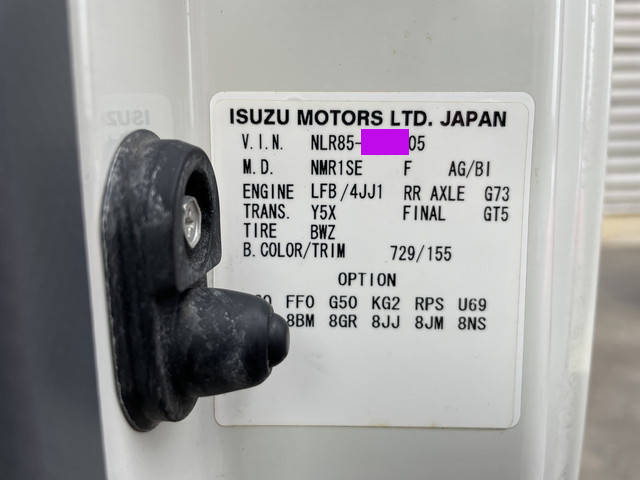 ISUZU MOTORS LTD. JAPAN
V.I.N. NLR85- 05
M.D. NMR1SE F AG/BI
ENGINE LFB/4JJ1 RR AXLE G73
TRANS. Y5X FINAL GT5
TIRE BWZ
B.COLOR/TRIM 729/155
OPTION
FF0 G50 KG2 RPS U69
8BM 8GR 8JJ 8JM 8NS